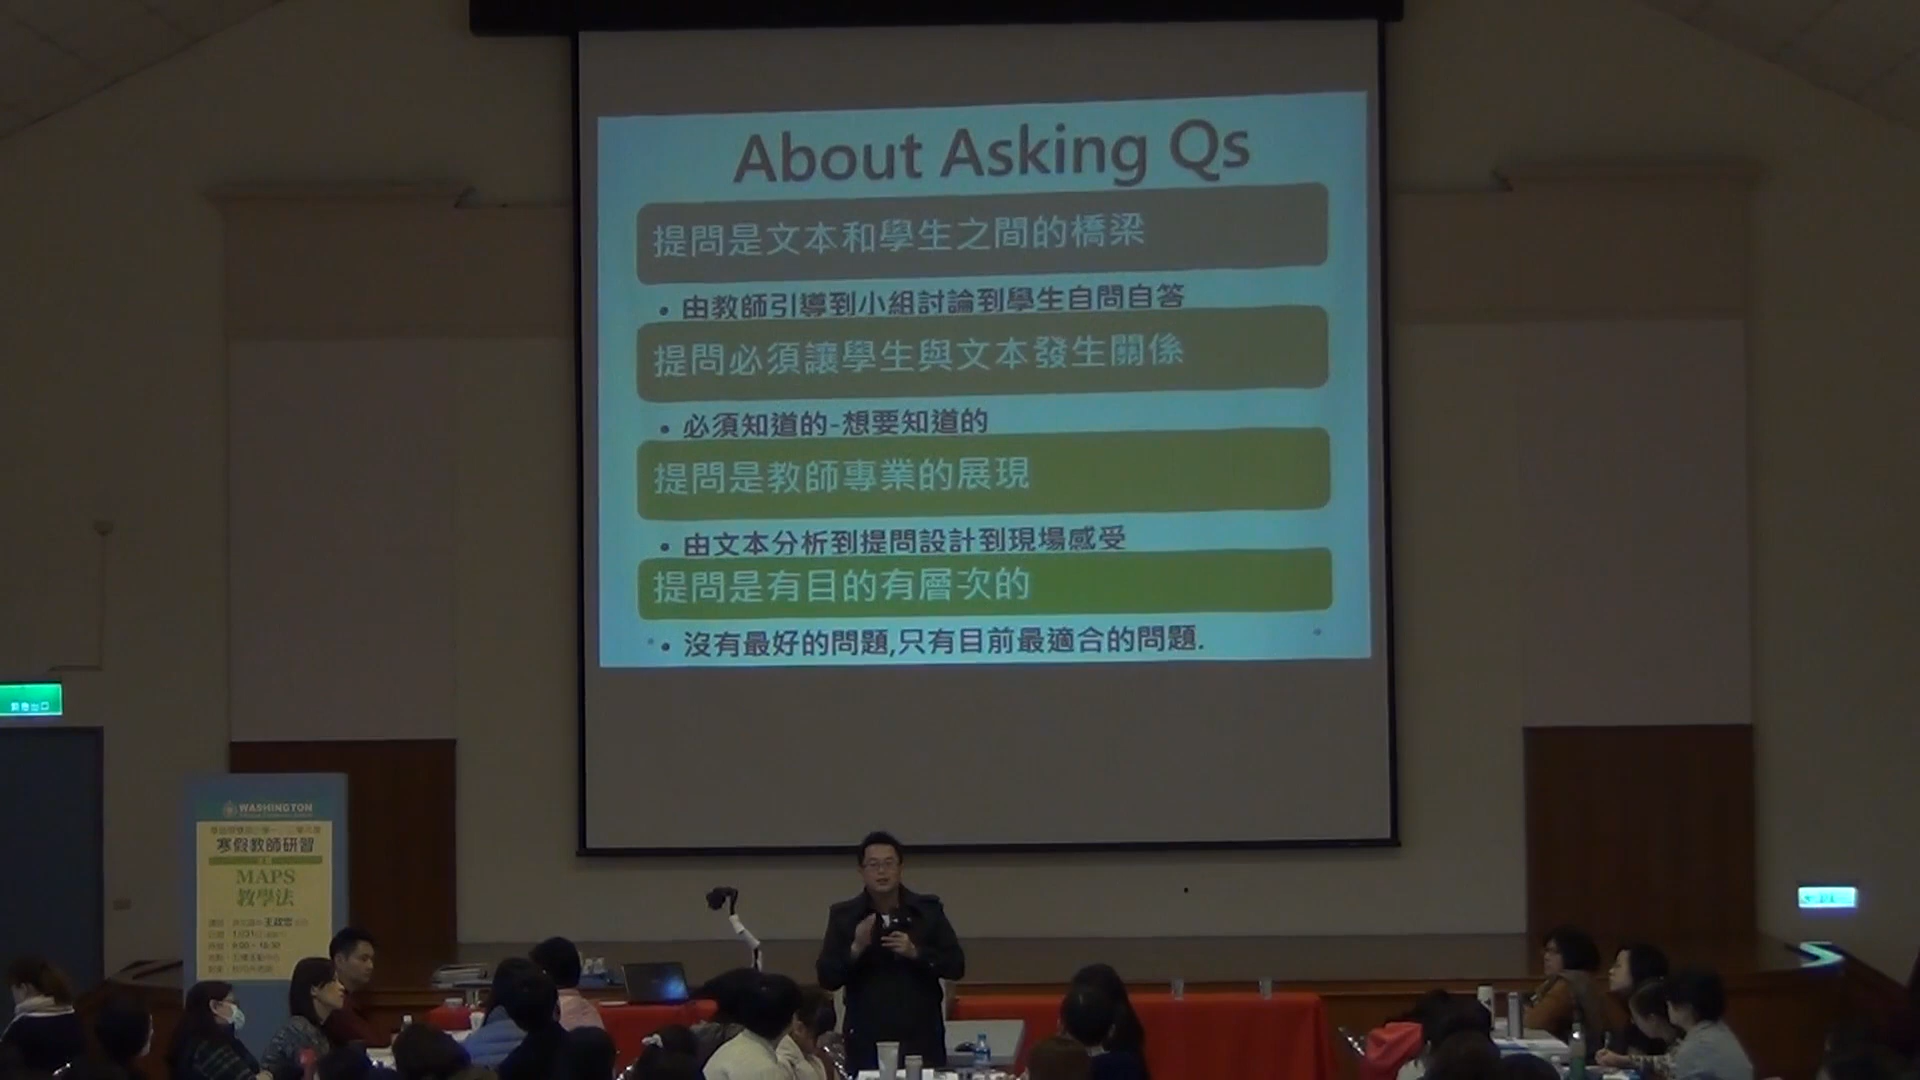 About Asking Qs
提問是文本和學生之間的橋梁
• 由教師引導到小組討論到學生自問自答
提問必須讓學生與文本發生關係
• 必須知道的-想要知道的
提問是教師專業的展現
• 由文本分析到提問設計到現場感受
提問是有目的有層次的
• 沒有最好的問題,只有目前最適合的問題.
緊急出口
WASHINGTON
寒假教師研習
MAPS
教學法